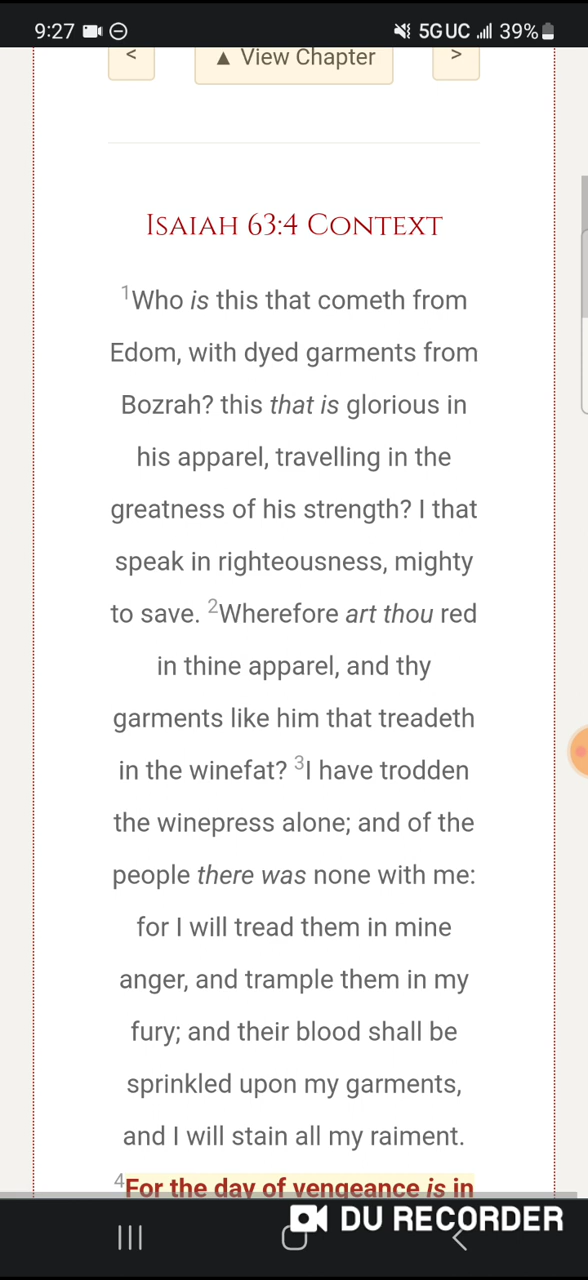 9:27 5G UC 39%
< ▲ View Chapter >
Isaiah 63:4 Context
1Who is this that cometh from
Edom, with dyed garments from
Bozrah? this that is glorious in
his apparel, travelling in the
greatness of his strength? I that
speak in righteousness, mighty
to save. 2Wherefore art thou red
in thine apparel, and thy
garments like him that treadeth
in the winefat? 3I have trodden
the winepress alone; and of the
people there was none with me:
for I will tread them in mine
anger, and trample them in my
fury; and their blood shall be
sprinkled upon my garments,
and I will stain all my raiment.
4For the day of vengeance is in
DU RECORDER